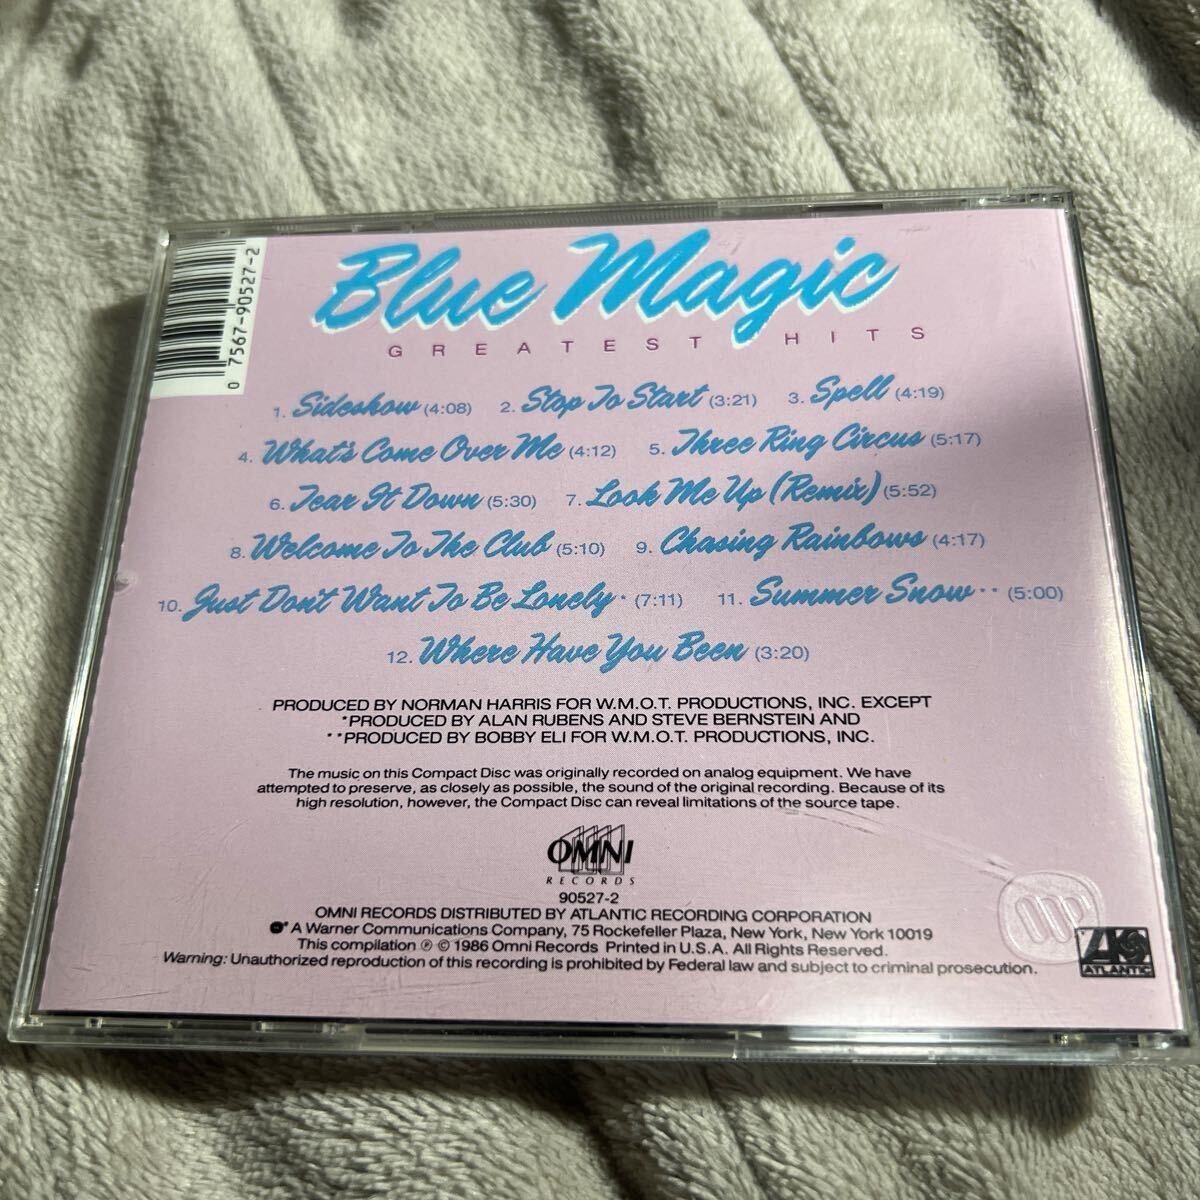 0 7567-90527-2
Blue Magic
GREATEST HITS
1. Sideshow (4:08) 2. Stop To Start (3:21) 3. Spell (4:19)
4. What's Come Over Me (4:12) 5. Three Ring Circus (5:17)
6. Tear It Down (5:30) 7. Look Me Up (Remix) (5:52)
8. Welcome To The Club (5:10) 9. Chasing Rainbows (4:17)
10. Just Don't Want To Be Lonely* (7:11) 11. Summer Snow** (5:00)
12. Where Have You Been (3:20)
PRODUCED BY NORMAN HARRIS FOR W.M.O.T. PRODUCTIONS, INC. EXCEPT
*PRODUCED BY ALAN RUBENS AND STEVE BERNSTEIN AND
**PRODUCED BY BOBBY ELI FOR W.M.O.T. PRODUCTIONS, INC.
The music on this Compact Disc was originally recorded on analog equipment. We have
attempted to preserve, as closely as possible, the sound of the original recording. Because of its
high resolution, however, the Compact Disc can reveal limitations of the source tape.
OMNI
RECORDS
90527-2
OMNI RECORDS DISTRIBUTED BY ATLANTIC RECORDING CORPORATION
A Warner Communications Company, 75 Rockefeller Plaza, New York, New York 10019
This compilation ℗ © 1986 Omni Records Printed in U.S.A. All Rights Reserved.
Warning: Unauthorized reproduction of this recording is prohibited by Federal law and subject to criminal prosecution.
ATLANTIC